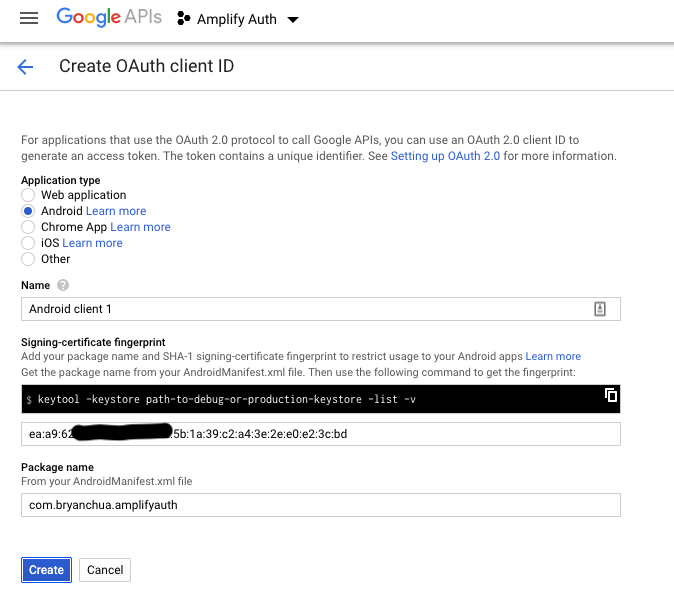 Google APIs
Amplify Auth
Create OAuth client ID
For applications that use the OAuth 2.0 protocol to call Google APIs, you can use an OAuth 2.0 client ID to
generate an access token. The token contains a unique identifier. See Setting up OAuth 2.0 for more information.
Application type
Web application
Android Learn more
Chrome App Learn more
iOS Learn more
Other
Name ?
Android client 1
Signing-certificate fingerprint
Add your package name and SHA-1 signing-certificate fingerprint to restrict usage to your Android apps Learn more
Get the package name from your AndroidManifest.xml file. Then use the following command to get the fingerprint:
$ keytool -keystore path-to-debug-or-production-keystore -list -v
ea:a9:62 :5b:1a:39:c2:a4:3e:2e:e0:e2:3c:bd
Package name
From your AndroidManifest.xml file
com.bryanchua.amplifyauth
Create
Cancel